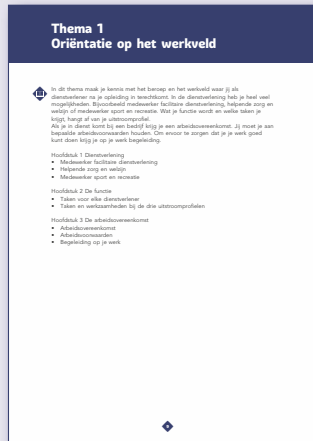 Thema 1
Oriëntatie op het werkveld
In dit thema maak je kennis met het beroep en het werkveld waar jij als
dienstverlener na je opleiding in terechtkomt. In de dienstverlening heb je heel veel
mogelijkheden. Bijvoorbeeld medewerker facilitaire dienstverlening, helpende zorg en
welzijn of medewerker sport en recreatie. Wat je functie wordt en welke taken je
krijgt, hangt af van je uitstroomprofiel.
Als je in dienst komt bij een bedrijf krijg je een arbeidsovereenkomst. Jij moet je aan
bepaalde arbeidsvoorwaarden houden. Om ervoor te zorgen dat je je werk goed
kunt doen krijg je op je werk begeleiding.
Hoofdstuk 1 Dienstverlening
• Medewerker facilitaire dienstverlening
• Helpende zorg en welzijn
• Medewerker sport en recreatie
Hoofdstuk 2 De functie
• Taken voor elke dienstverlener
• Taken en werkzaamheden bij de drie uitstroomprofielen
Hoofdstuk 3 De arbeidsovereenkomst
• Arbeidsovereenkomst
• Arbeidsvoorwaarden
• Begeleiding op je werk